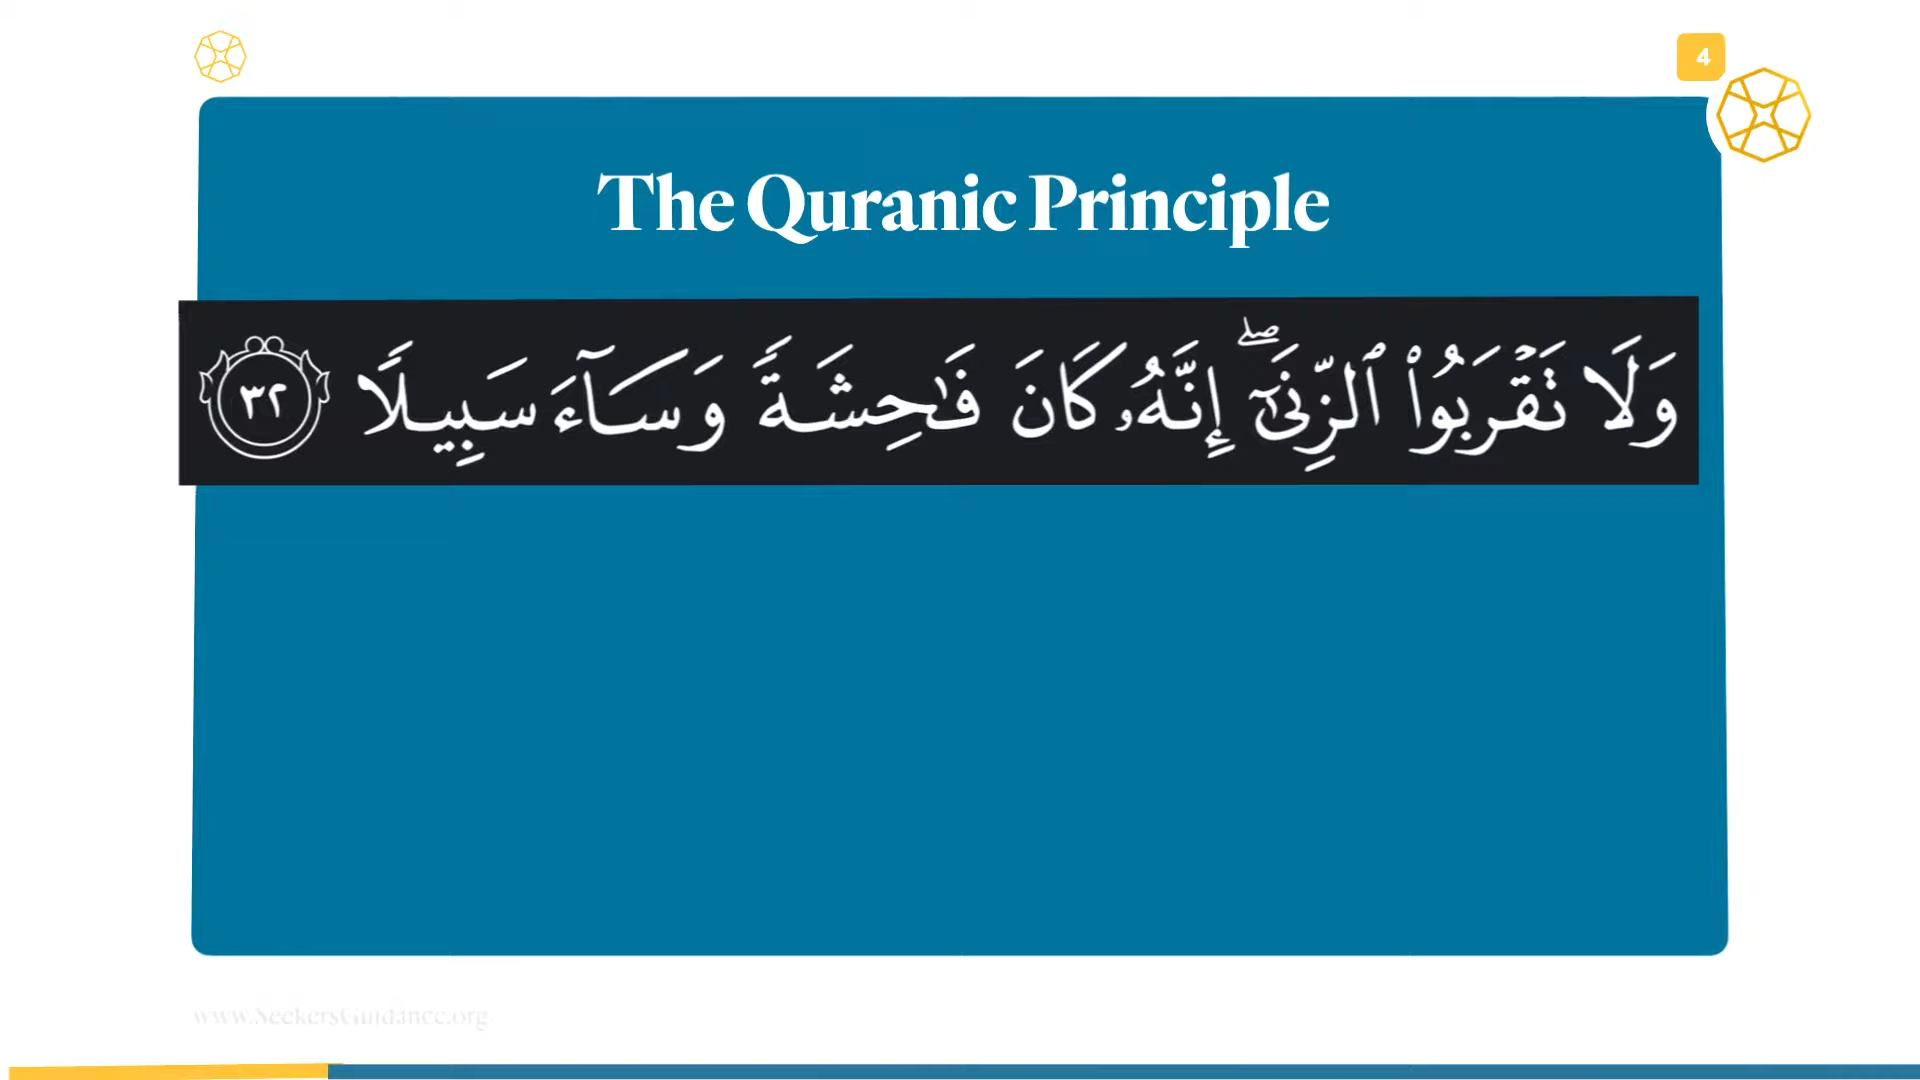 4
The Quranic Principle
وَلَا تَقْرَبُوا۟ ٱلزِّنَىٰٓ ۖ إِنَّهُۥ كَانَ فَـٰحِشَةً وَسَآءَ سَبِيلًا ٣٢
www.SeekersGuidance.org